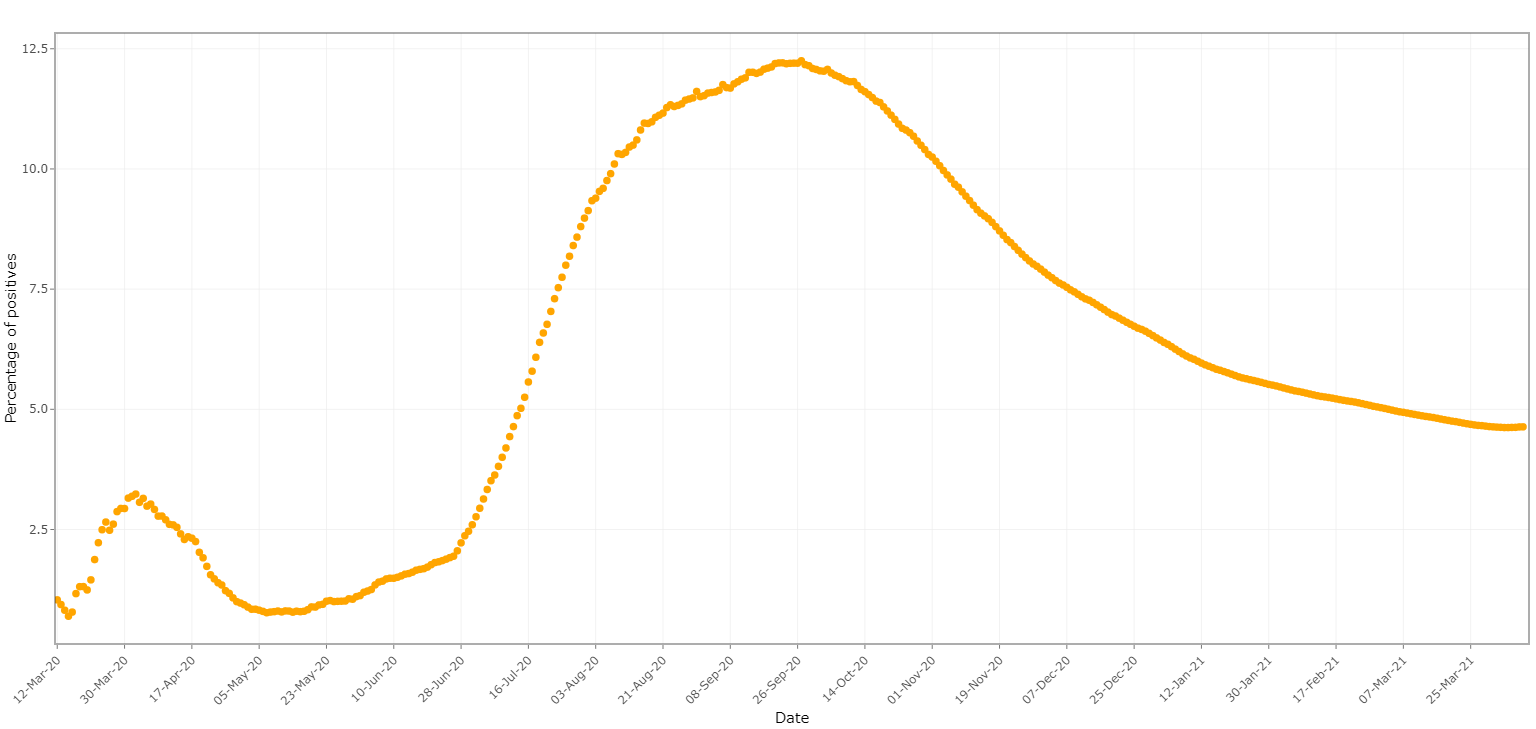 Percentage of positives
12.5
10.0
7.5
5.0
2.5
12-Mar-20
30-Mar-20
17-Apr-20
05-May-20
23-May-20
10-Jun-20
28-Jun-20
16-Jul-20
03-Aug-20
21-Aug-20
08-Sep-20
26-Sep-20
14-Oct-20
01-Nov-20
19-Nov-20
07-Dec-20
25-Dec-20
12-Jan-21
30-Jan-21
17-Feb-21
07-Mar-21
25-Mar-21
Date